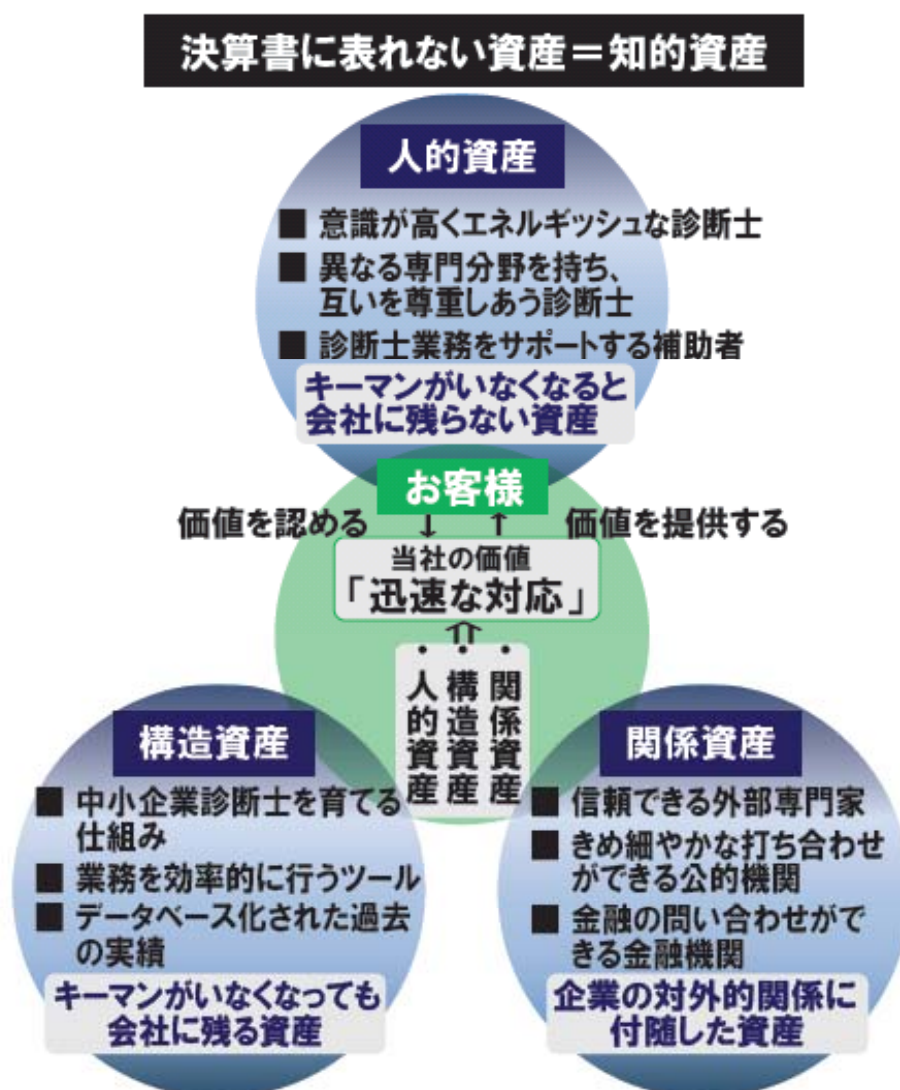 決算書に表れない資産＝知的資産
人的資産
■ 意識が高くエネルギッシュな診断士
■ 異なる専門分野を持ち、
互いを尊重しあう診断士
■ 診断士業務をサポートする補助者
キーマンがいなくなると
会社に残らない資産
お客様
価値を認める ↓ ↑ 価値を提供する
当社の価値
「迅速な対応」
⇑
・人的資産
・構造資産
・関係資産
構造資産
■ 中小企業診断士を育てる
仕組み
■ 業務を効率的に行うツール
■ データベース化された過去
の実績
キーマンがいなくなっても
会社に残る資産
関係資産
■ 信頼できる外部専門家
■ きめ細やかな打ち合わせ
ができる公的機関
■ 金融の問い合わせがで
きる金融機関
企業の対外的関係に
付随した資産